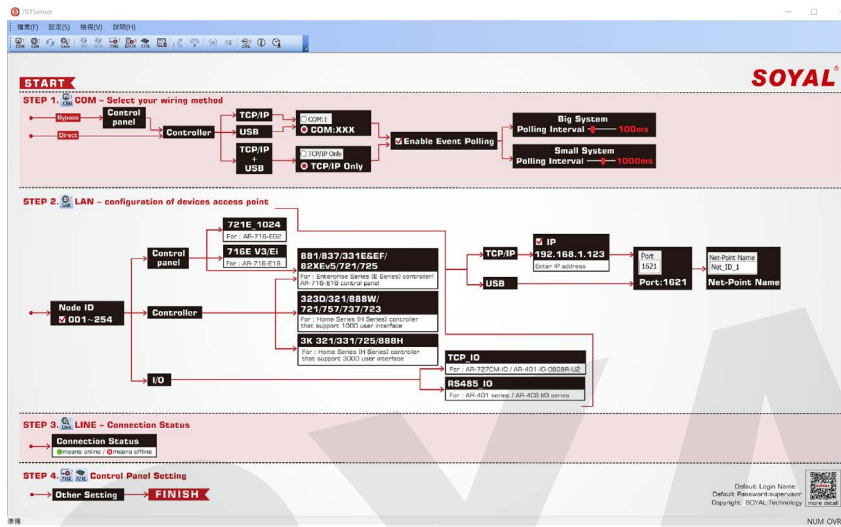 701Server
檔案(F) 設定(S) 檢視(V) 說明(H)
COM LAN Line 716E 821/5 721E LOG
START
SOYAL®
STEP 1. COM – Select your wiring method
Bypass
Control panel
Direct
Controller
TCP/IP
USB
TCP/IP + USB
COM:1
COM:XXX
TCP/IP Only
TCP/IP Only
Enable Event Polling
Big System
Polling Interval 100ms
Small System
Polling Interval 1000ms
STEP 2. LAN – configuration of devices access point
Node ID
001~254
Control panel
Controller
I/O
721E_1024
For : AR-716-E02
716E V3/Ei
For : AR-716-E16
881/837/331E&EF/
82XEv5/721/725
For : Enterprise Series (E Series) controller/
AR-716-E16 control panel
323D/321/888W/
721/757/737/723
For : Home Series (H Series) controller
that support 1000 user interface
3K 321/331/725/888H
For : Home Series (H Series) controller
that support 3000 user interface
TCP_IO
For : AR-727CM-IO / AR-401-IO-0808R-U2
RS485_IO
For : AR-401 series / AR-403 I/O series
TCP/IP
USB
IP
192.168.1.123
Enter IP address
Port
1621
Port:1621
Net-Point Name
Net_ID_1
Net-Point Name
STEP 3. LINE – Connection Status
Connection Status
means online / means offline
STEP 4. Control Panel Setting
Other Setting
FINISH
Default Login Name:
Default Password:supervisor
Copyright: SOYAL Technology
more detail
準備
NUM OVR